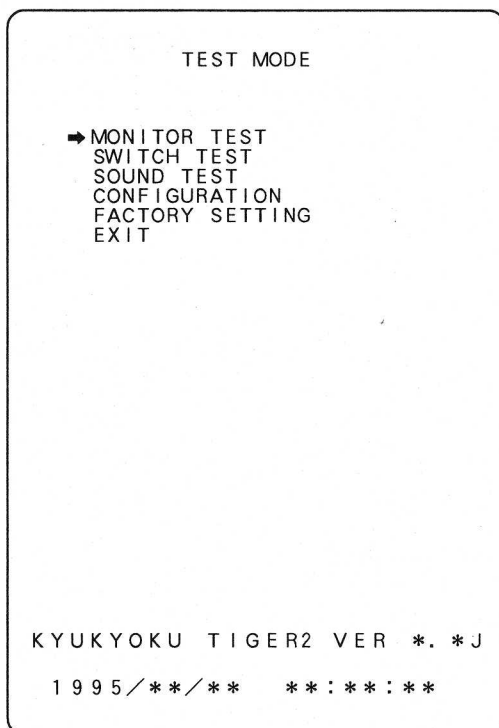 TEST MODE
➡MONITOR TEST
SWITCH TEST
SOUND TEST
CONFIGURATION
FACTORY SETTING
EXIT
KYUKYOKU TIGER2 VER *. *J
1995/**/** **:**:**